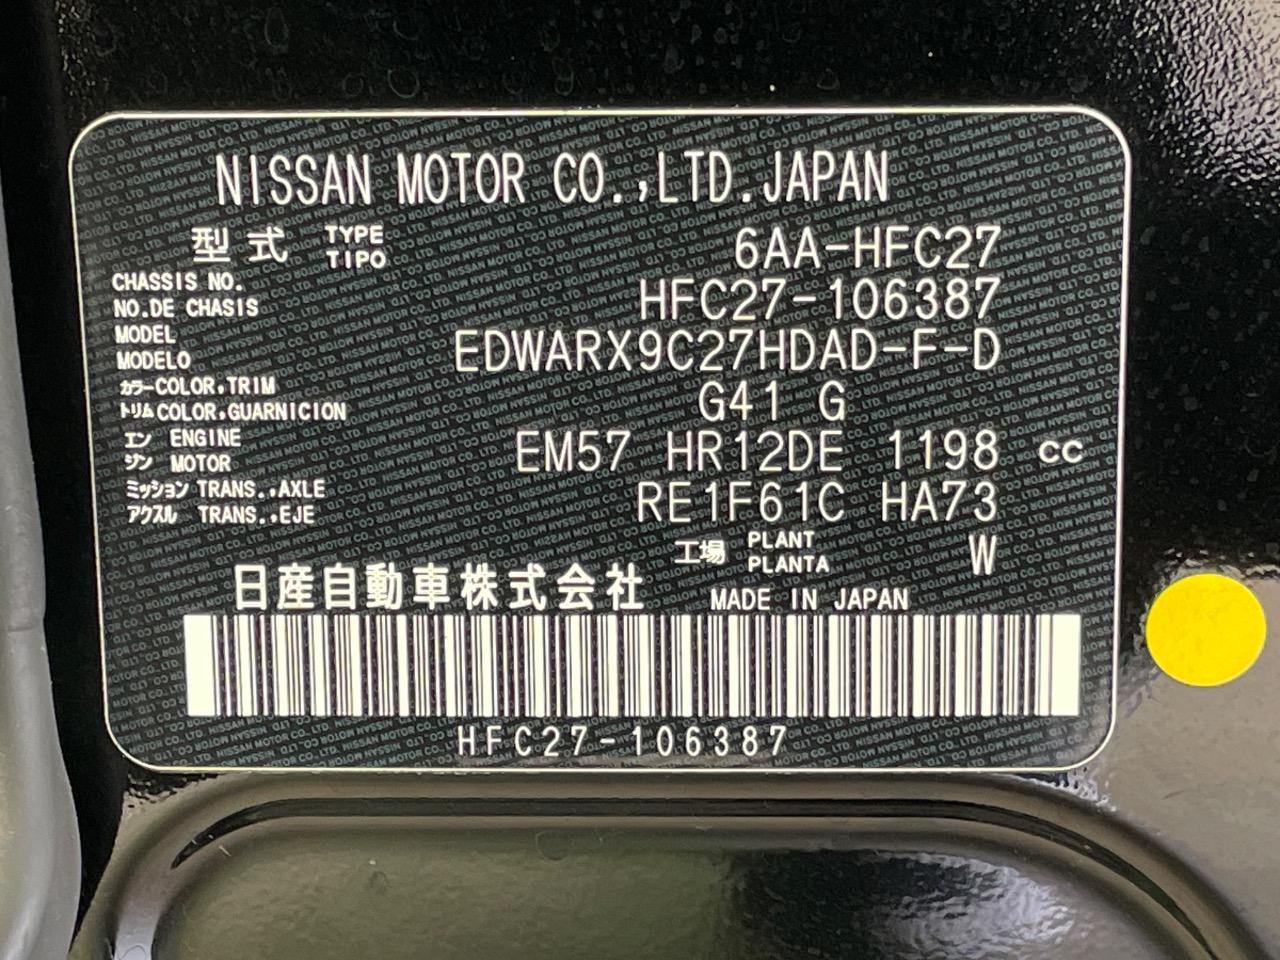 NISSAN MOTOR CO.,LTD.JAPAN
型式 TYPE TIPO 6AA-HFC27
CHASSIS NO. NO.DE CHASIS HFC27-106387
MODEL MODELO EDWARX9C27HDAD-F-D
カラー COLOR,TRIM トリム COLOR,GUARNICION G41 G
エンジン ENGINE MOTOR EM57 HR12DE 1198 cc
ミッション TRANS.,AXLE アクスル TRANS.,EJE RE1F61C HA73
工場 PLANT PLANTA W
日産自動車株式会社 MADE IN JAPAN
HFC27-106387